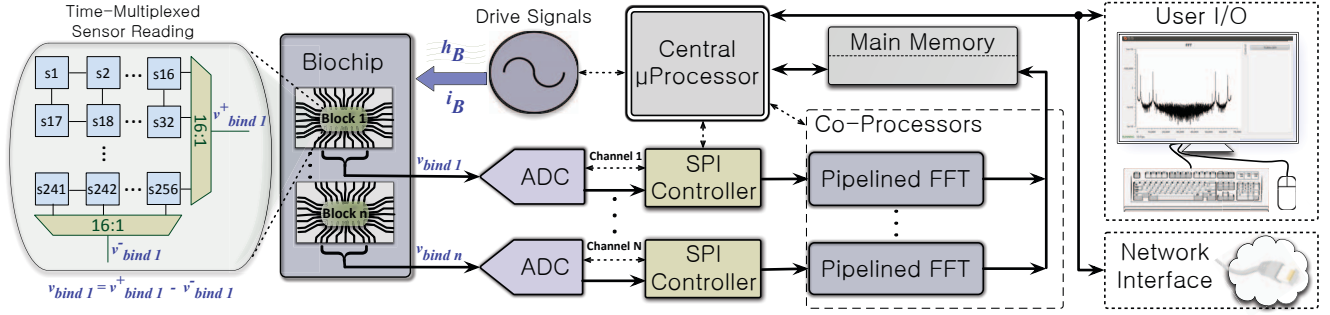 Time-Multiplexed
Sensor Reading
s1 s2 ••• s16
s17 s18 ••• s32
s241 s242 ••• s256
16:1
v⁺bind 1
16:1
v⁻bind 1
vbind 1 = v⁺bind 1 - v⁻bind 1
Biochip
Block 1
Block n
Drive Signals
hB
iB
vbind 1
vbind n
ADC
ADC
Channel 1
Channel N
Central
μProcessor
SPI
Controller
SPI
Controller
Main Memory
Co-Processors
Pipelined FFT
Pipelined FFT
User I/O
FFT
Network
Interface